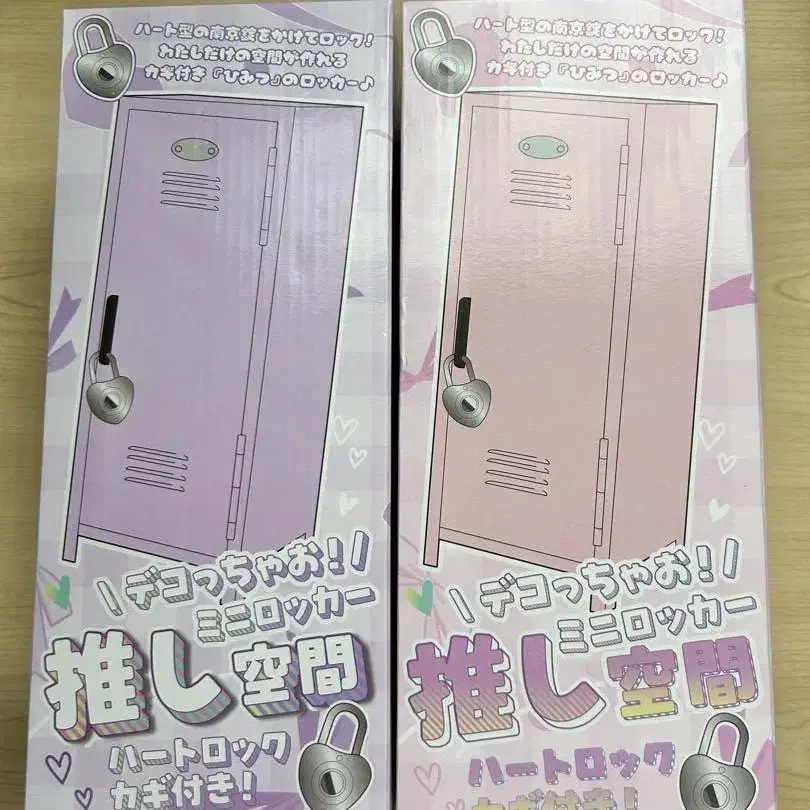 ハート型の南京錠をかけてロック!
わたしだけの空間が作れる
カギ付き『ひみつ』のロッカー♪
\デコっちゃお!/
ミニロッカー
推し空間
ハートロック
カギ付き!
ハート型の南京錠をかけてロック!
わたしだけの空間が作れる
カギ付き『ひみつ』のロッカー♪
\デコっちゃお!/
ミニロッカー
推し空間
ハートロック
カギ付き!